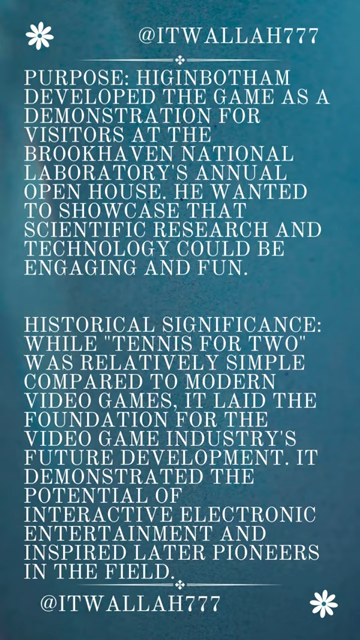 @ITWALLAH777
PURPOSE: HIGINBOTHAM
DEVELOPED THE GAME AS A
DEMONSTRATION FOR
VISITORS AT THE
BROOKHAVEN NATIONAL
LABORATORY'S ANNUAL
OPEN HOUSE. HE WANTED
TO SHOWCASE THAT
SCIENTIFIC RESEARCH AND
TECHNOLOGY COULD BE
ENGAGING AND FUN.
HISTORICAL SIGNIFICANCE:
WHILE "TENNIS FOR TWO"
WAS RELATIVELY SIMPLE
COMPARED TO MODERN
VIDEO GAMES, IT LAID THE
FOUNDATION FOR THE
VIDEO GAME INDUSTRY'S
FUTURE DEVELOPMENT. IT
DEMONSTRATED THE
POTENTIAL OF
INTERACTIVE ELECTRONIC
ENTERTAINMENT AND
INSPIRED LATER PIONEERS
IN THE FIELD.
@ITWALLAH777